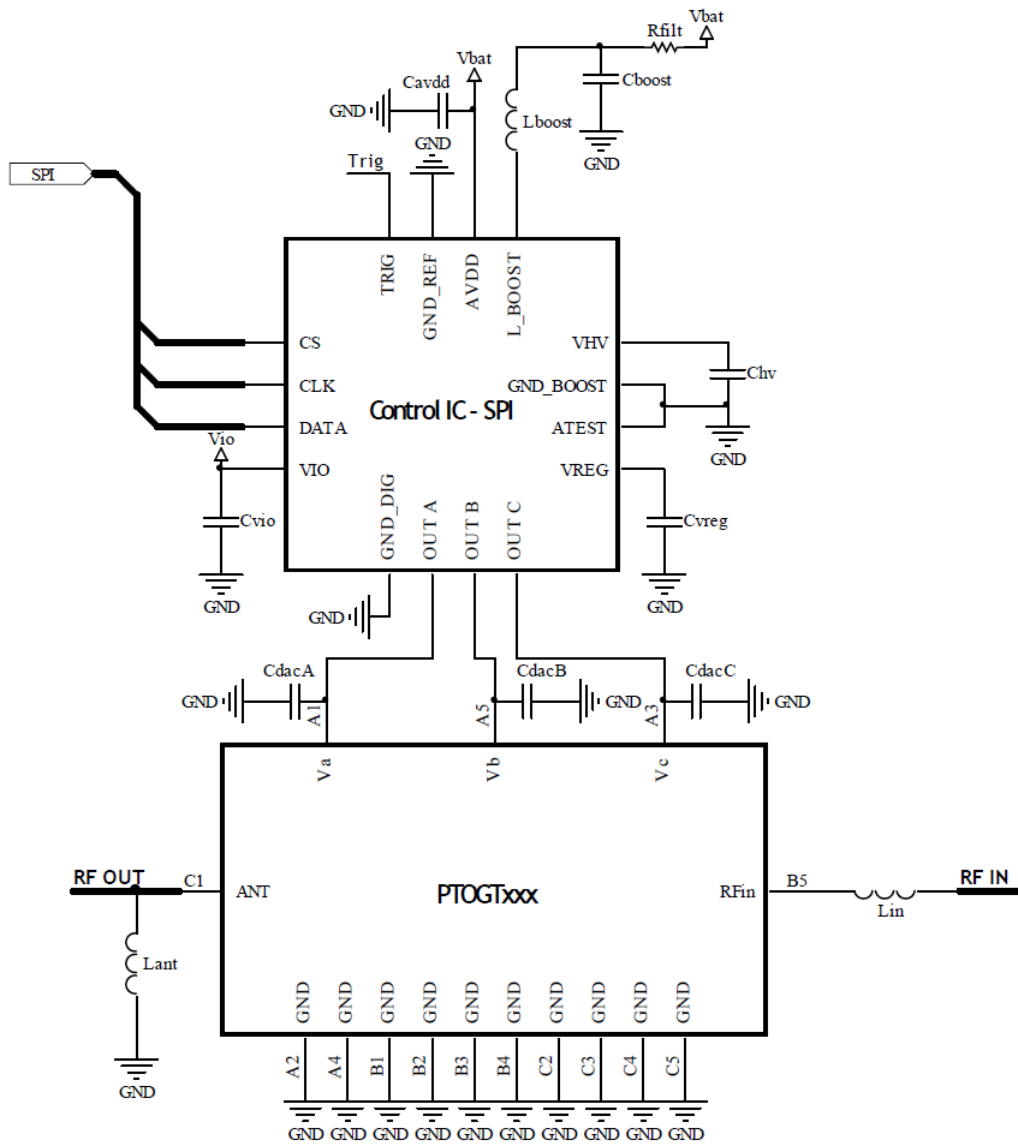 Vbat
Rfilt
Vbat
Cavdd
Cboost
GND
Lboost
GND
GND
Trig
SPI
TRIG
GND_REF
AVDD
L_BOOST
CS
VHV
Chv
CLK
GND_BOOST
Control IC - SPI
DATA
ATEST
Vio
GND
VIO
VREG
GND_DIG
OUT A
OUT B
OUT C
Cvio
Cvreg
GND
GND
GND
CdacA
CdacB
CdacC
GND
GND
GND
A1
A5
A3
Va
Vb
Vc
RF OUT
C1
ANT
PTOGTxxx
RFin
B5
RF IN
Lin
Lant
GND
GND
GND
GND
GND
GND
GND
GND
GND
GND
A2
A4
B1
B2
B3
B4
C2
C3
C4
C5
GND
GND GND GND GND GND GND GND GND GND GND